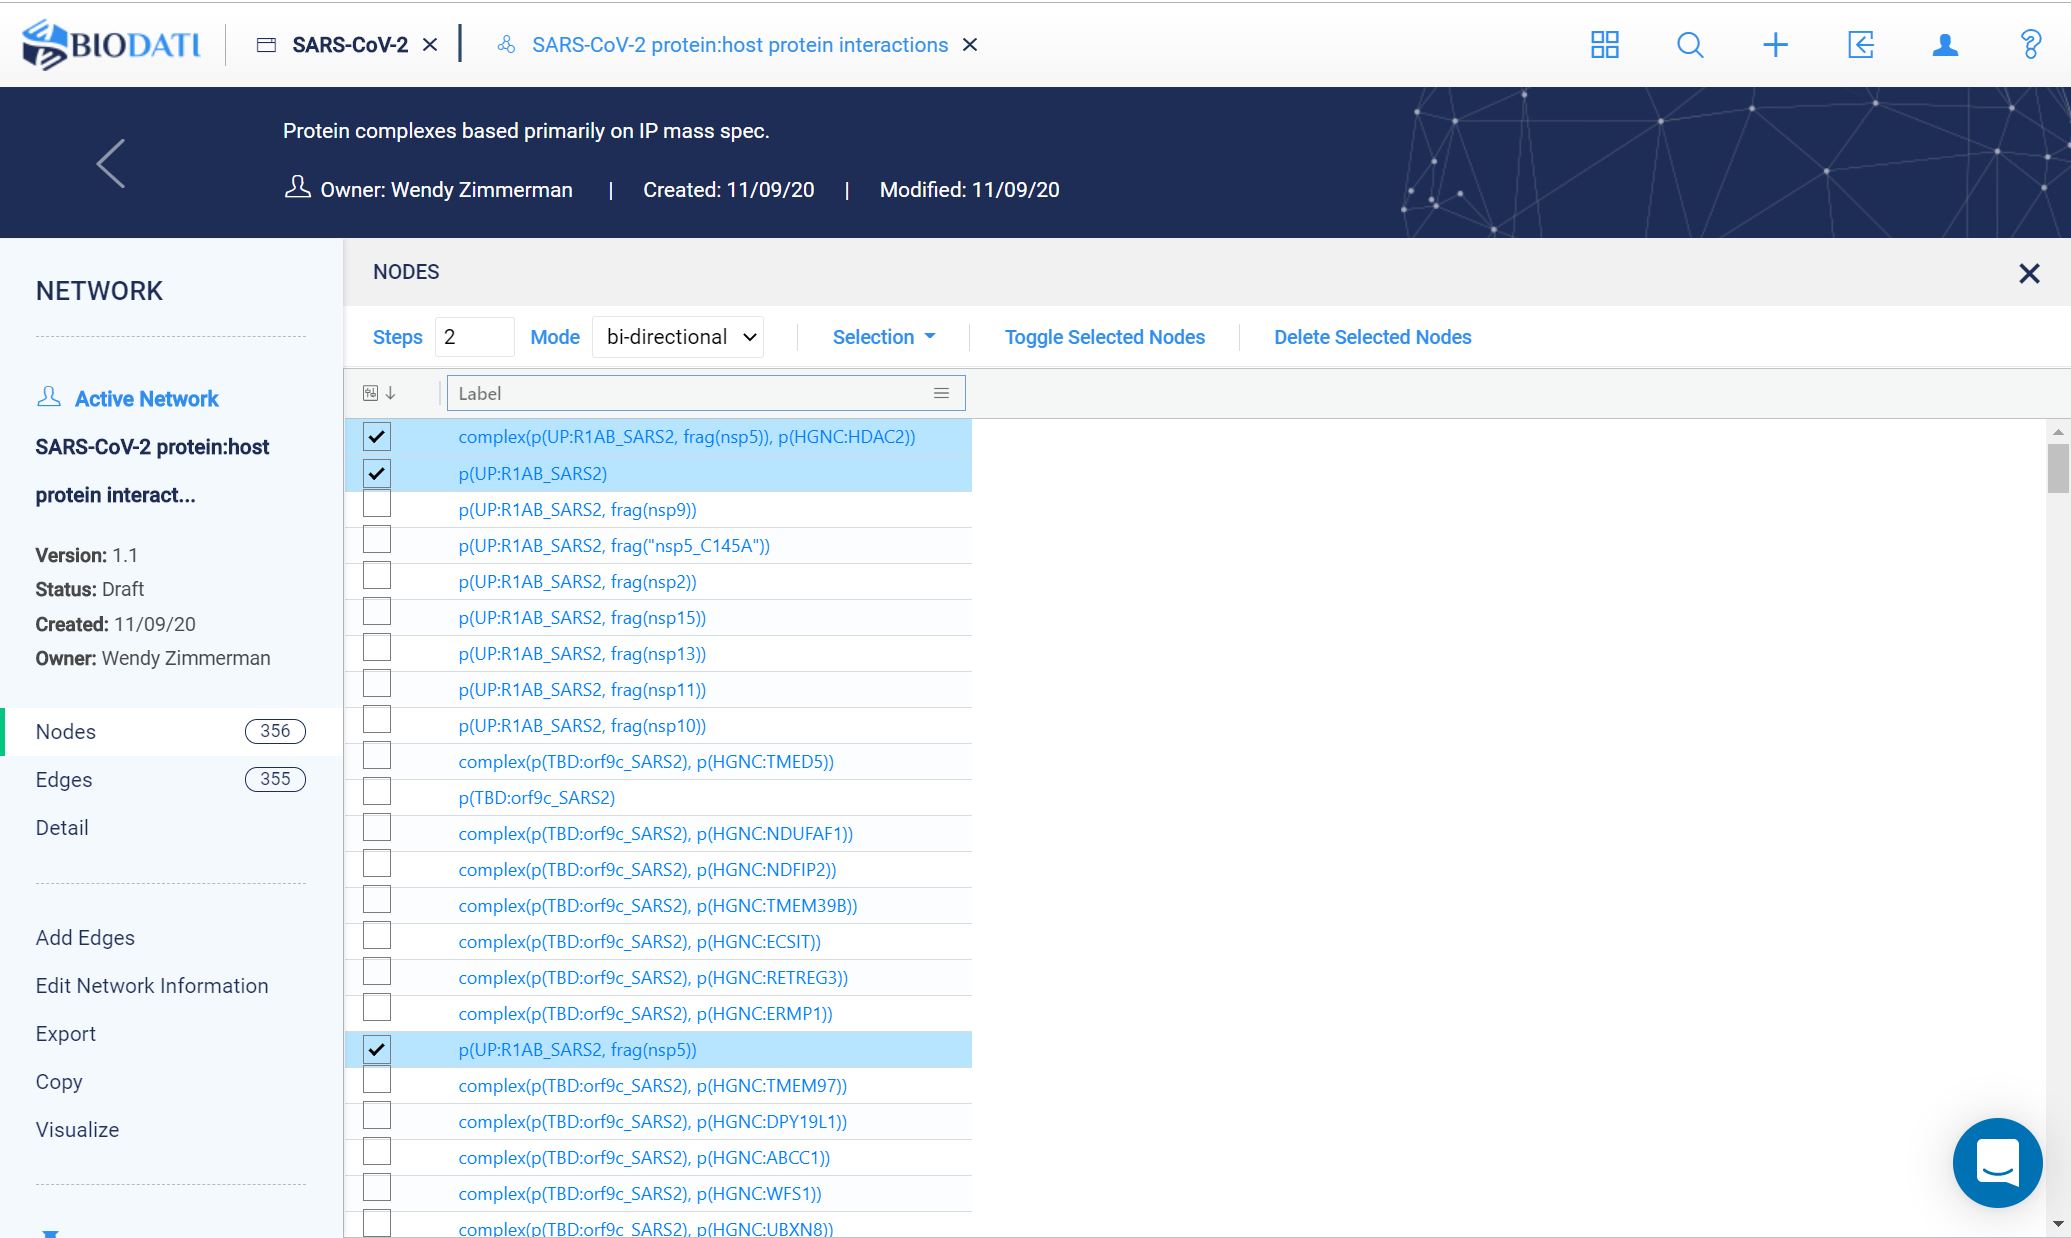 BIODATI
SARS-CoV-2
SARS-CoV-2 protein:host protein interactions
Protein complexes based primarily on IP mass spec.
Owner: Wendy Zimmerman | Created: 11/09/20 | Modified: 11/09/20
NETWORK
Active Network
SARS-CoV-2 protein:host
protein interact...
Version: 1.1
Status: Draft
Created: 11/09/20
Owner: Wendy Zimmerman
Nodes 356
Edges 355
Detail
Add Edges
Edit Network Information
Export
Copy
Visualize
NODES
Steps 2 Mode bi-directional Selection Toggle Selected Nodes Delete Selected Nodes
Label
complex(p(UP:R1AB_SARS2, frag(nsp5)), p(HGNC:HDAC2))
p(UP:R1AB_SARS2)
p(UP:R1AB_SARS2, frag(nsp9))
p(UP:R1AB_SARS2, frag("nsp5_C145A"))
p(UP:R1AB_SARS2, frag(nsp2))
p(UP:R1AB_SARS2, frag(nsp15))
p(UP:R1AB_SARS2, frag(nsp13))
p(UP:R1AB_SARS2, frag(nsp11))
p(UP:R1AB_SARS2, frag(nsp10))
complex(p(TBD:orf9c_SARS2), p(HGNC:TMED5))
p(TBD:orf9c_SARS2)
complex(p(TBD:orf9c_SARS2), p(HGNC:NDUFAF1))
complex(p(TBD:orf9c_SARS2), p(HGNC:NDFIP2))
complex(p(TBD:orf9c_SARS2), p(HGNC:TMEM39B))
complex(p(TBD:orf9c_SARS2), p(HGNC:ECSIT))
complex(p(TBD:orf9c_SARS2), p(HGNC:RETREG3))
complex(p(TBD:orf9c_SARS2), p(HGNC:ERMP1))
p(UP:R1AB_SARS2, frag(nsp5))
complex(p(TBD:orf9c_SARS2), p(HGNC:TMEM97))
complex(p(TBD:orf9c_SARS2), p(HGNC:DPY19L1))
complex(p(TBD:orf9c_SARS2), p(HGNC:ABCC1))
complex(p(TBD:orf9c_SARS2), p(HGNC:WFS1))
complex(p(TBD:orf9c_SARS2), p(HGNC:UBXN8))